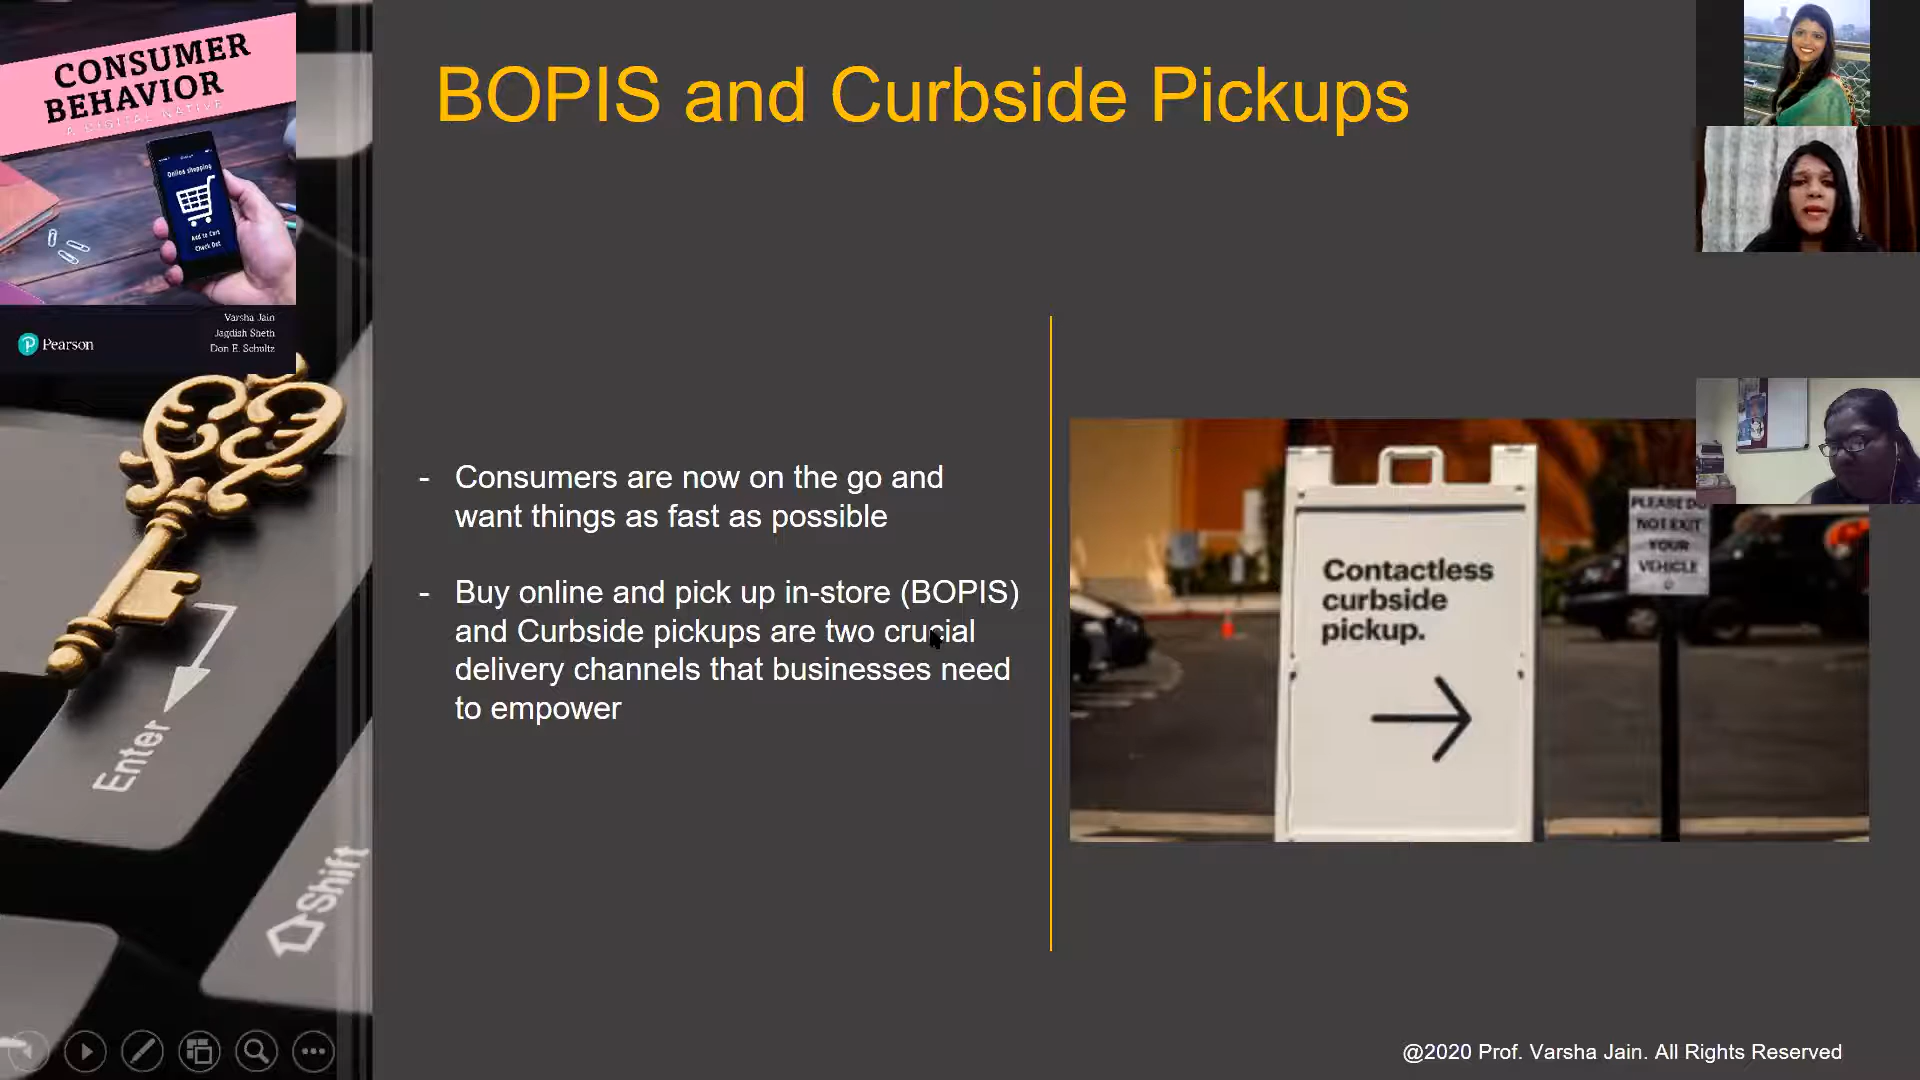 CONSUMER
BEHAVIOR
A DIGITAL NATIVE
Online shopping
Add to Cart
Check Out
Varsha Jain
Jagdish Sheth
Don E. Schultz
Pearson
Enter
Shift
BOPIS and Curbside Pickups
- Consumers are now on the go and
want things as fast as possible
- Buy online and pick up in-store (BOPIS)
and Curbside pickups are two crucial
delivery channels that businesses need
to empower
Contactless
curbside
pickup.
PLEASE DO
NOT EXIT
YOUR
VEHICLE
@2020 Prof. Varsha Jain. All Rights Reserved